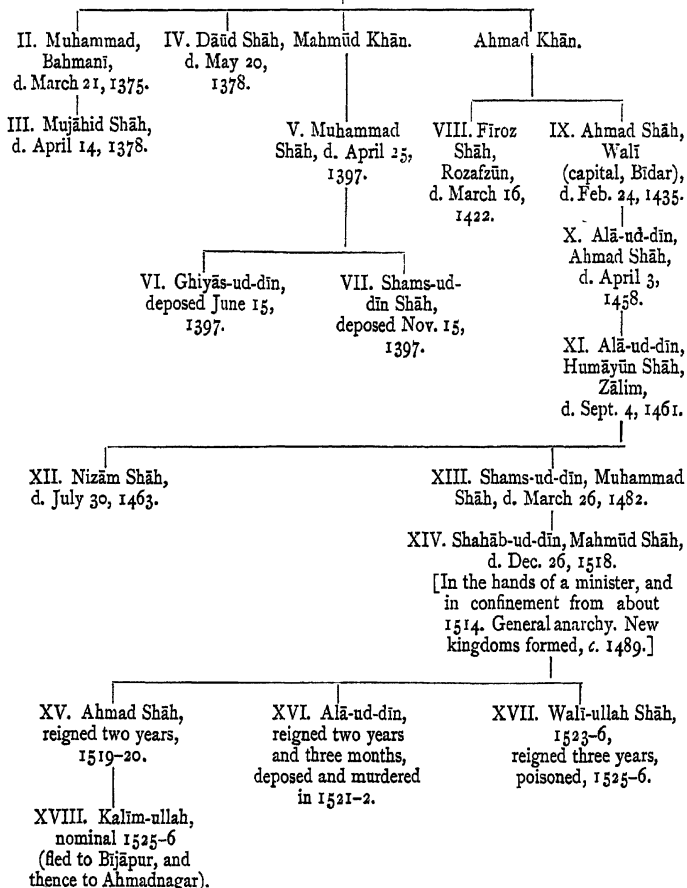 II. Muhammad,
Bahmanī,
d. March 21, 1375.
IV. Dāūd Shāh,
d. May 20,
1378.
Mahmūd Khān.
Ahmad Khān.
III. Mujāhid Shāh,
d. April 14, 1378.
V. Muhammad
Shāh, d. April 25,
1397.
VIII. Fīroz
Shāh,
Rozafzūn,
d. March 16,
1422.
IX. Ahmad Shāh,
Walī
(capital, Bīdar),
d. Feb. 24, 1435.
X. Alā-ud-dīn,
Ahmad Shāh,
d. April 3,
1458.
VI. Ghiyās-ud-dīn,
deposed June 15,
1397.
VII. Shams-ud-
dīn Shāh,
deposed Nov. 15,
1397.
XI. Alā-ud-dīn,
Humāyūn Shāh,
Zālim,
d. Sept. 4, 1461.
XII. Nizām Shāh,
d. July 30, 1463.
XIII. Shams-ud-dīn, Muhammad
Shāh, d. March 26, 1482.
XIV. Shahāb-ud-dīn, Mahmūd Shāh,
d. Dec. 26, 1518.
[In the hands of a minister, and
in confinement from about
1514. General anarchy. New
kingdoms formed, c. 1489.]
XV. Ahmad Shāh,
reigned two years,
1519–20.
XVI. Alā-ud-dīn,
reigned two years
and three months,
deposed and murdered
in 1521–2.
XVII. Walī-ullah Shāh,
1523–6,
reigned three years,
poisoned, 1525–6.
XVIII. Kalīm-ullah,
nominal 1525–6
(fled to Bījāpur, and
thence to Ahmadnagar).